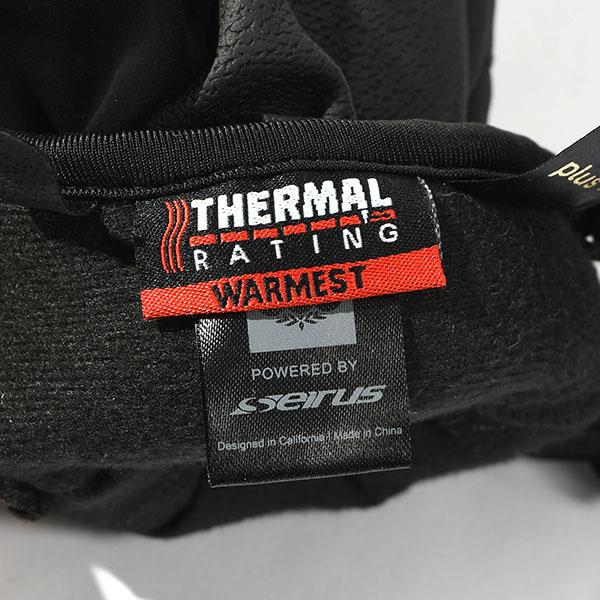 THERMAL
RATING
WARMEST
plus
POWERED BY
seirus
Designed in California | Made in China